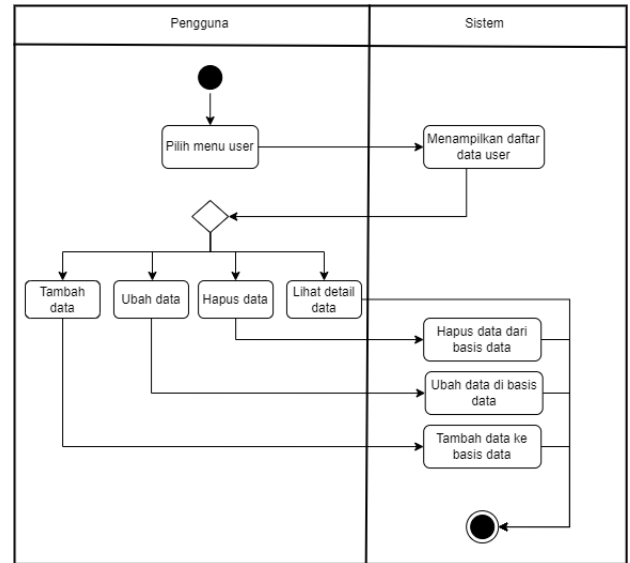 Pengguna
Sistem
Pilih menu user
Menampilkan daftar
data user
Tambah
data
Ubah data
Hapus data
Lihat detail
data
Hapus data dari
basis data
Ubah data di basis
data
Tambah data ke
basis data